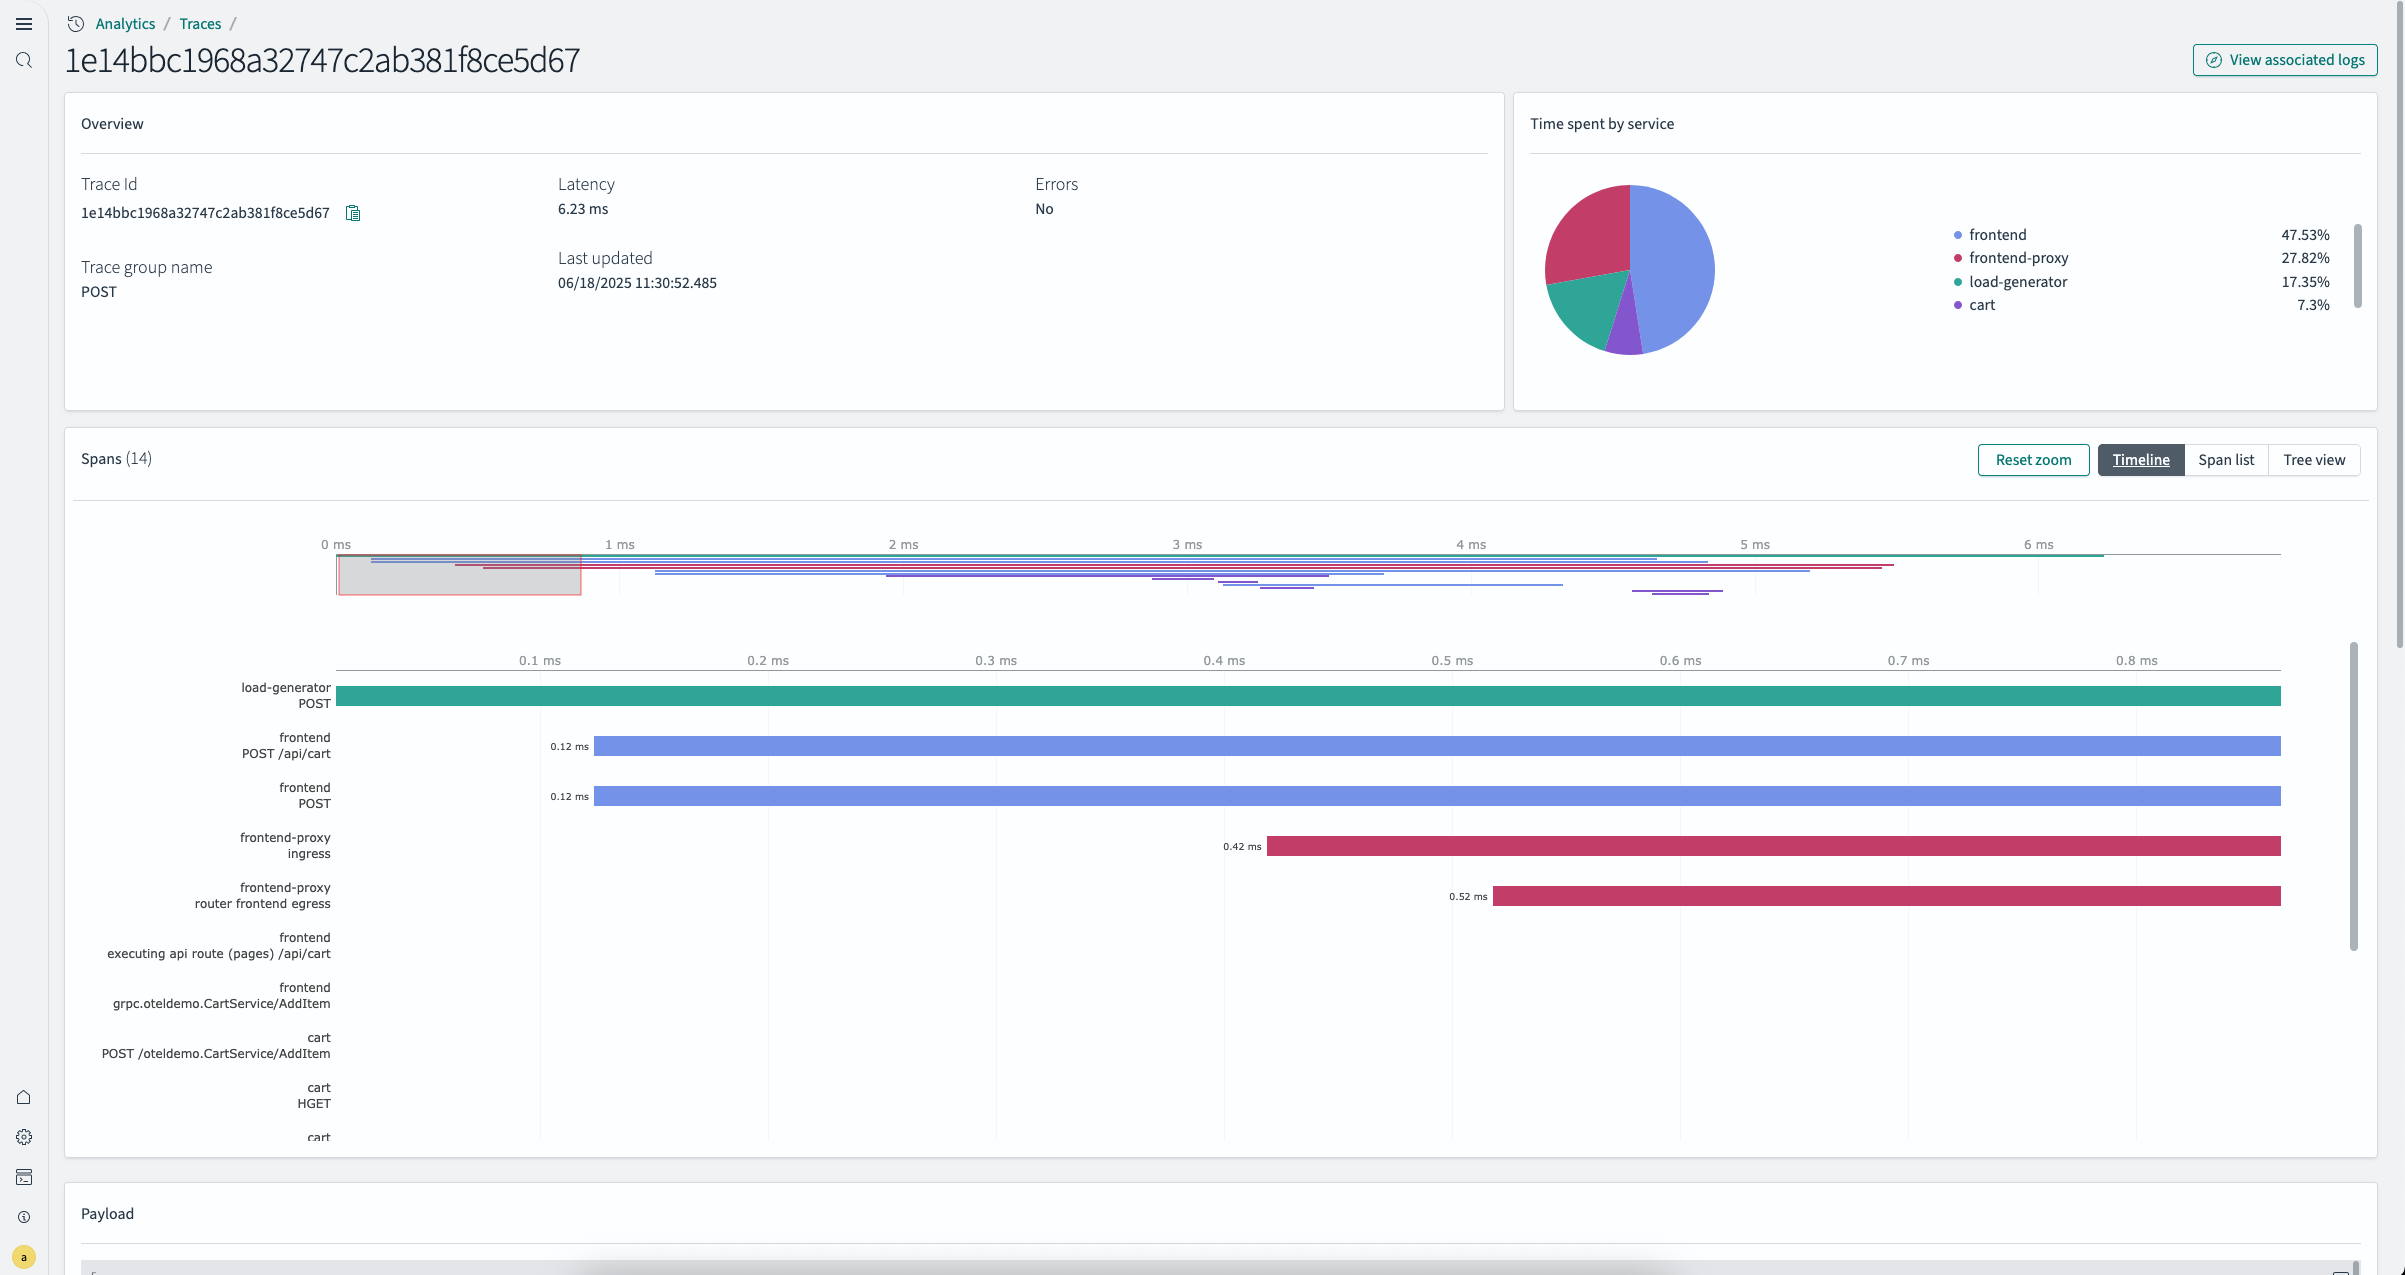 Analytics / Traces /
1e14bbc1968a32747c2ab381f8ce5d67
View associated logs
Overview
Trace Id
1e14bbc1968a32747c2ab381f8ce5d67
Trace group name
POST
Latency
6.23 ms
Last updated
06/18/2025 11:30:52.485
Errors
No
Time spent by service
frontend 47.53%
frontend-proxy 27.82%
load-generator 17.35%
cart 7.3%
Spans (14)
Reset zoom
Timeline
Span list
Tree view
0 ms 1 ms 2 ms 3 ms 4 ms 5 ms 6 ms
0.1 ms 0.2 ms 0.3 ms 0.4 ms 0.5 ms 0.6 ms 0.7 ms 0.8 ms
load-generator
POST
frontend
POST /api/cart
0.12 ms
frontend
POST
0.12 ms
frontend-proxy
ingress
0.42 ms
frontend-proxy
router frontend egress
0.52 ms
frontend
executing api route (pages) /api/cart
frontend
grpc.oteldemo.CartService/AddItem
cart
POST /oteldemo.CartService/AddItem
cart
HGET
cart
Payload
a